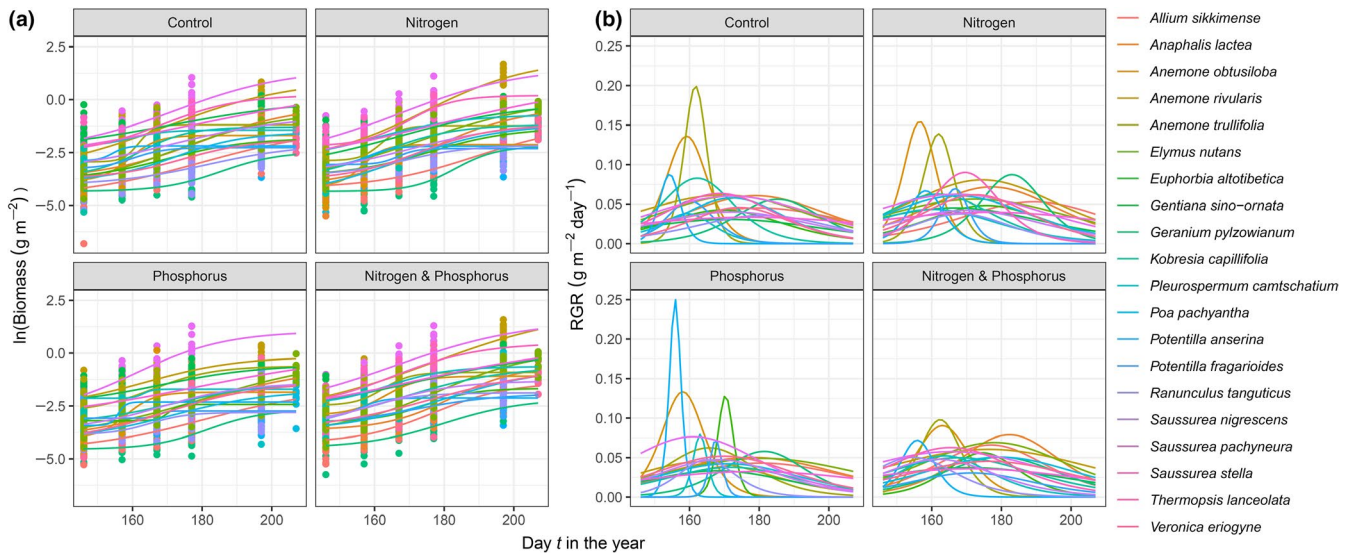 (a)
Control
Nitrogen
2.5
0.0
−2.5
−5.0
Phosphorus
Nitrogen & Phosphorus
2.5
0.0
−2.5
−5.0
160 180 200
160 180 200
ln(Biomass (g m−2))
(b)
Control
Nitrogen
0.25
0.20
0.15
0.10
0.05
0.00
Phosphorus
Nitrogen & Phosphorus
0.25
0.20
0.15
0.10
0.05
0.00
160 180 200
160 180 200
RGR (g m−2 day−1)
Day t in the year
Allium sikkimense
Anaphalis lactea
Anemone obtusiloba
Anemone rivularis
Anemone trullifolia
Elymus nutans
Euphorbia altotibetica
Gentiana sino−ornata
Geranium pylzowianum
Kobresia capillifolia
Pleurospermum camtschatium
Poa pachyantha
Potentilla anserina
Potentilla fragarioides
Ranunculus tanguticus
Saussurea nigrescens
Saussurea pachyneura
Saussurea stella
Thermopsis lanceolata
Veronica eriogyne